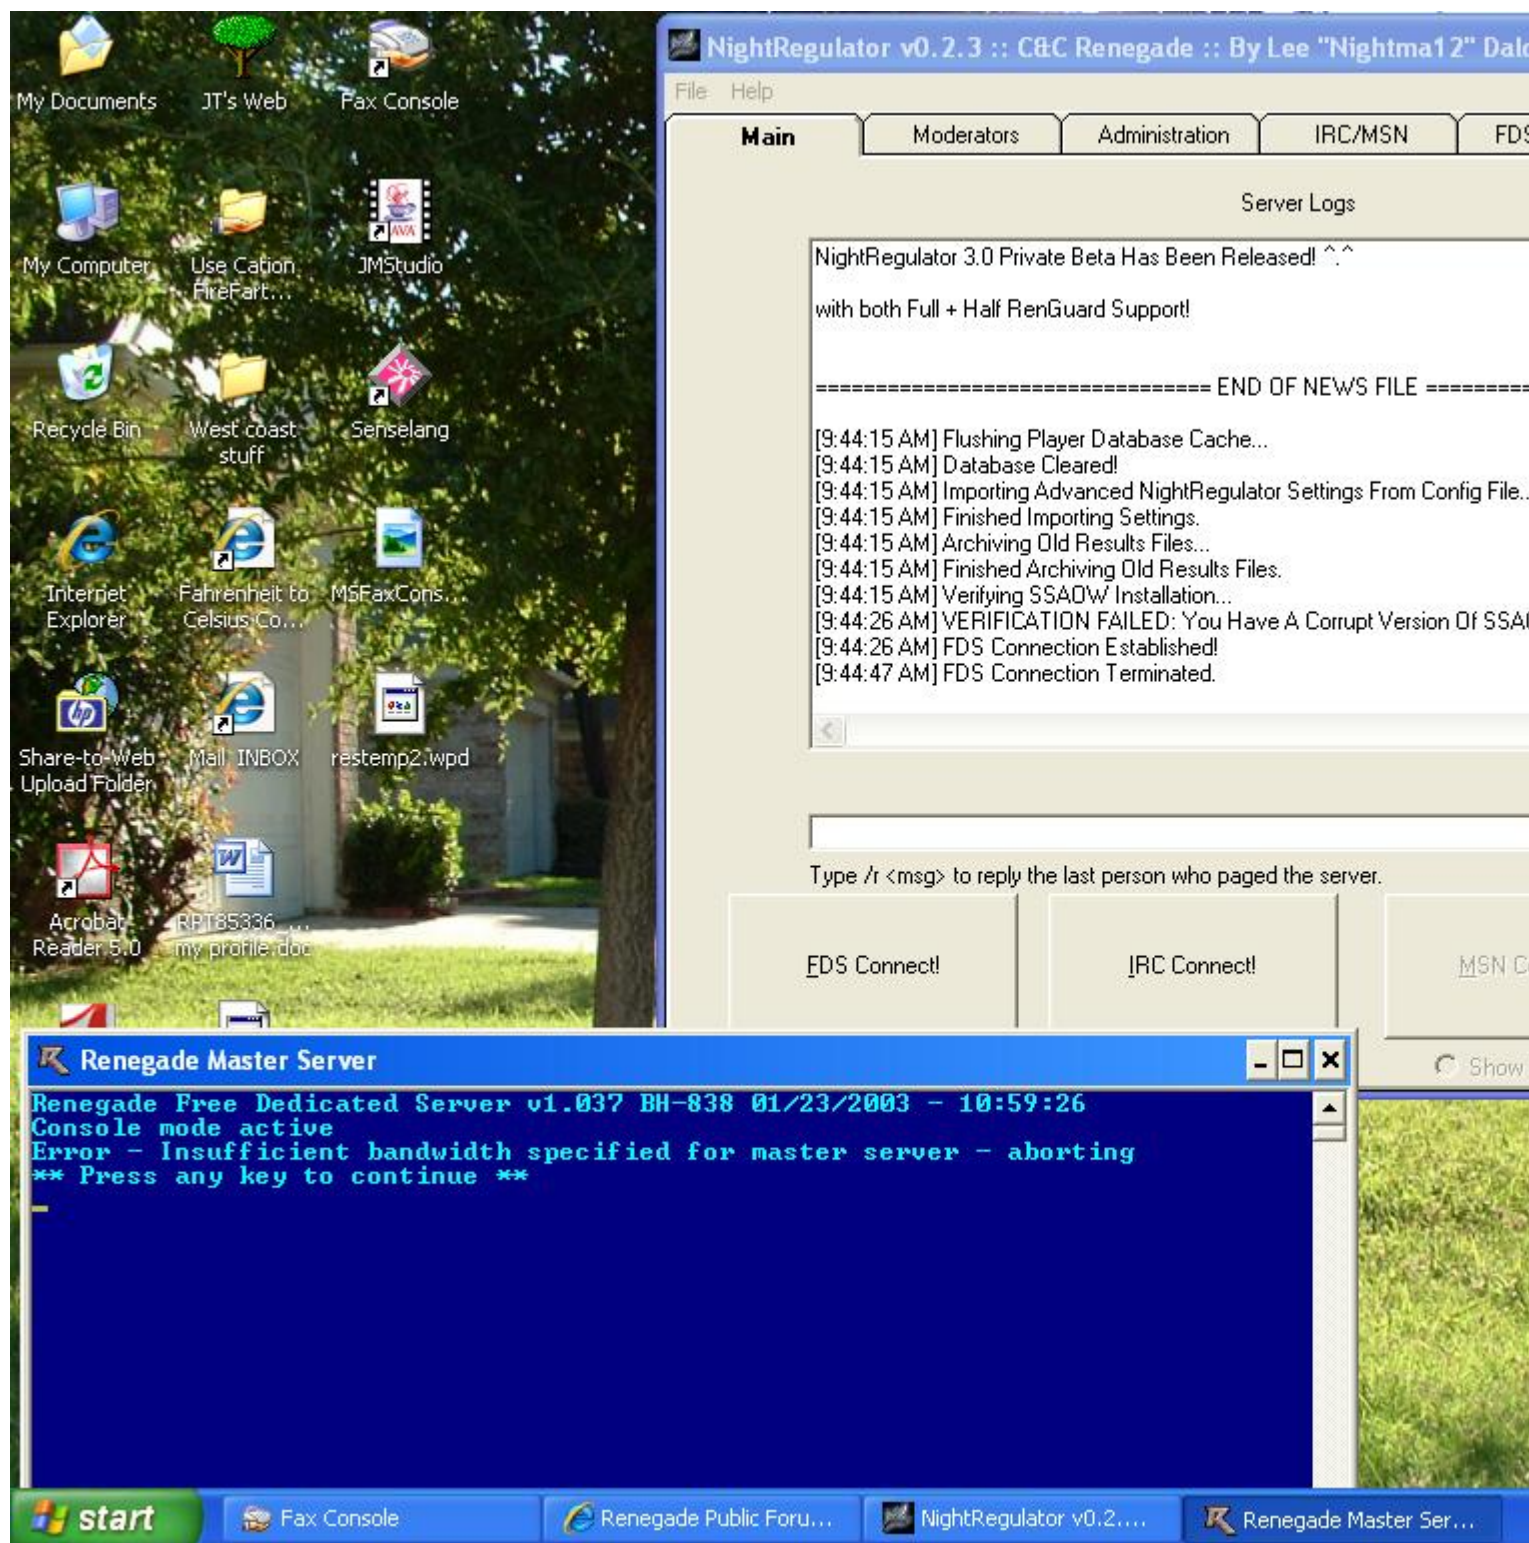 My Documents
JT's Web
Fax Console
My Computer
Use Cation
FireFart...
JMStudio
Recycle Bin
West coast
stuff
Senselang
Internet
Explorer
Fahrenheit to
Celsius Co...
MSFaxCons...
Share-to-Web
Upload Folder
Mail INBOX
restemp2.wpd
Acrobat
Reader 5.0
RPT85336_...
my profile.doc
NightRegulator v0.2.3 :: C&C Renegade :: By Lee "Nightma12"
File Help
Main Moderators Administration IRC/MSN FDS
Server Logs
NightRegulator 3.0 Private Beta Has Been Released! ^.^
with both Full + Half RenGuard Support!
================================= END OF NEWS FILE =========
[9:44:15 AM] Flushing Player Database Cache...
[9:44:15 AM] Database Cleared!
[9:44:15 AM] Importing Advanced NightRegulator Settings From Config File...
[9:44:15 AM] Finished Importing Settings.
[9:44:15 AM] Archiving Old Results Files...
[9:44:15 AM] Finished Archiving Old Results Files.
[9:44:15 AM] Verifying SSAOW Installation...
[9:44:26 AM] VERIFICATION FAILED: You Have A Corrupt Version Of
[9:44:26 AM] FDS Connection Established!
[9:44:47 AM] FDS Connection Terminated.
Type /r <msg> to reply the last person who paged the server.
FDS Connect! IRC Connect! MSN
Show
Renegade Master Server
Renegade Free Dedicated Server v1.037 BH-838 01/23/2003 - 10:59:26
Console mode active
Error - Insufficient bandwidth specified for master server - aborting
** Press any key to continue **
start Fax Console Renegade Public Foru... NightRegulator v0.2.... Renegade Master Ser...